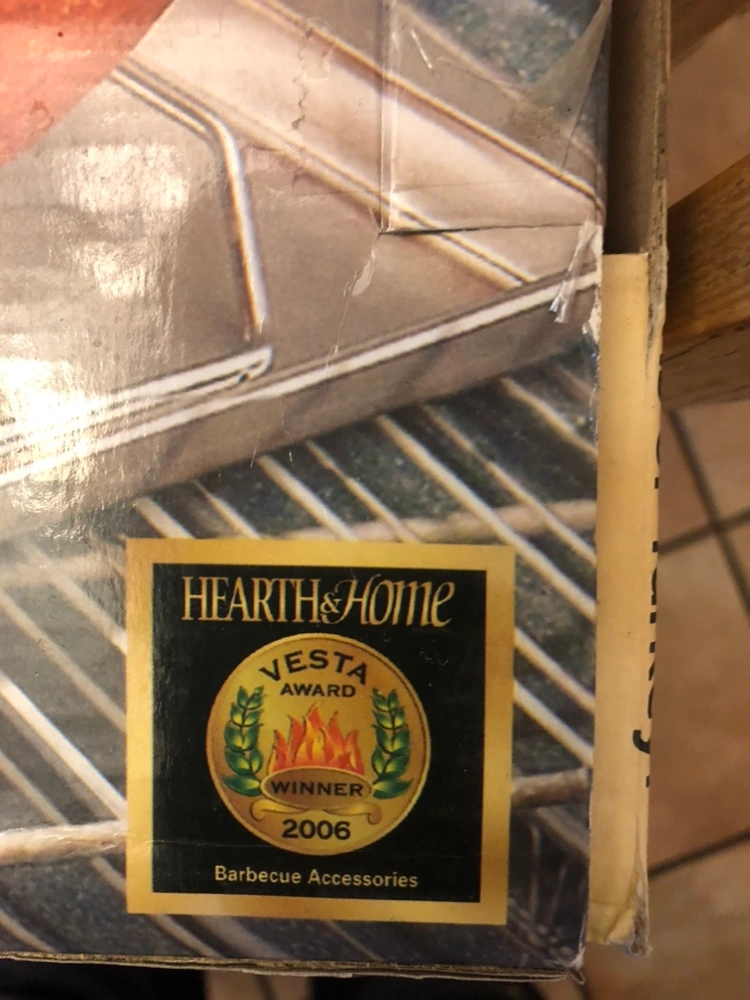 HEARTH & Home
VESTA
AWARD
WINNER
2006
Barbecue Accessories